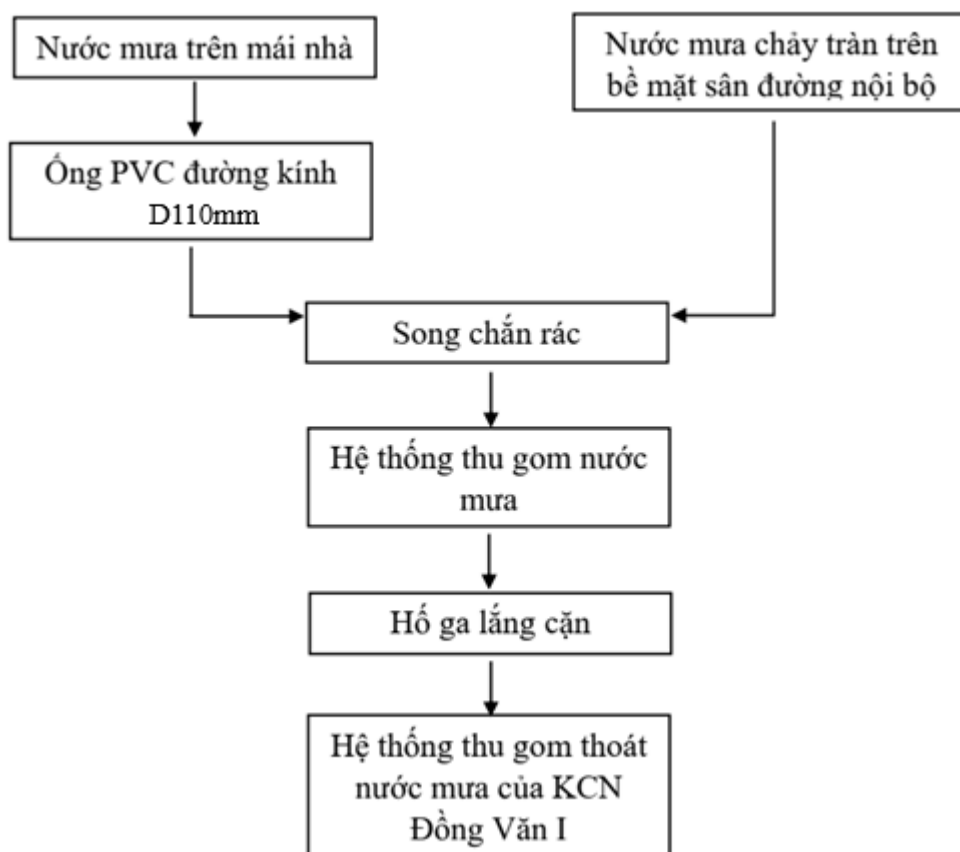 Nước mưa trên mái nhà
Nước mưa chảy tràn trên
bề mặt sân đường nội bộ
Ống PVC đường kính
D110mm
Song chắn rác
Hệ thống thu gom nước
mưa
Hố ga lắng cặn
Hệ thống thu gom thoát
nước mưa của KCN
Đồng Văn I